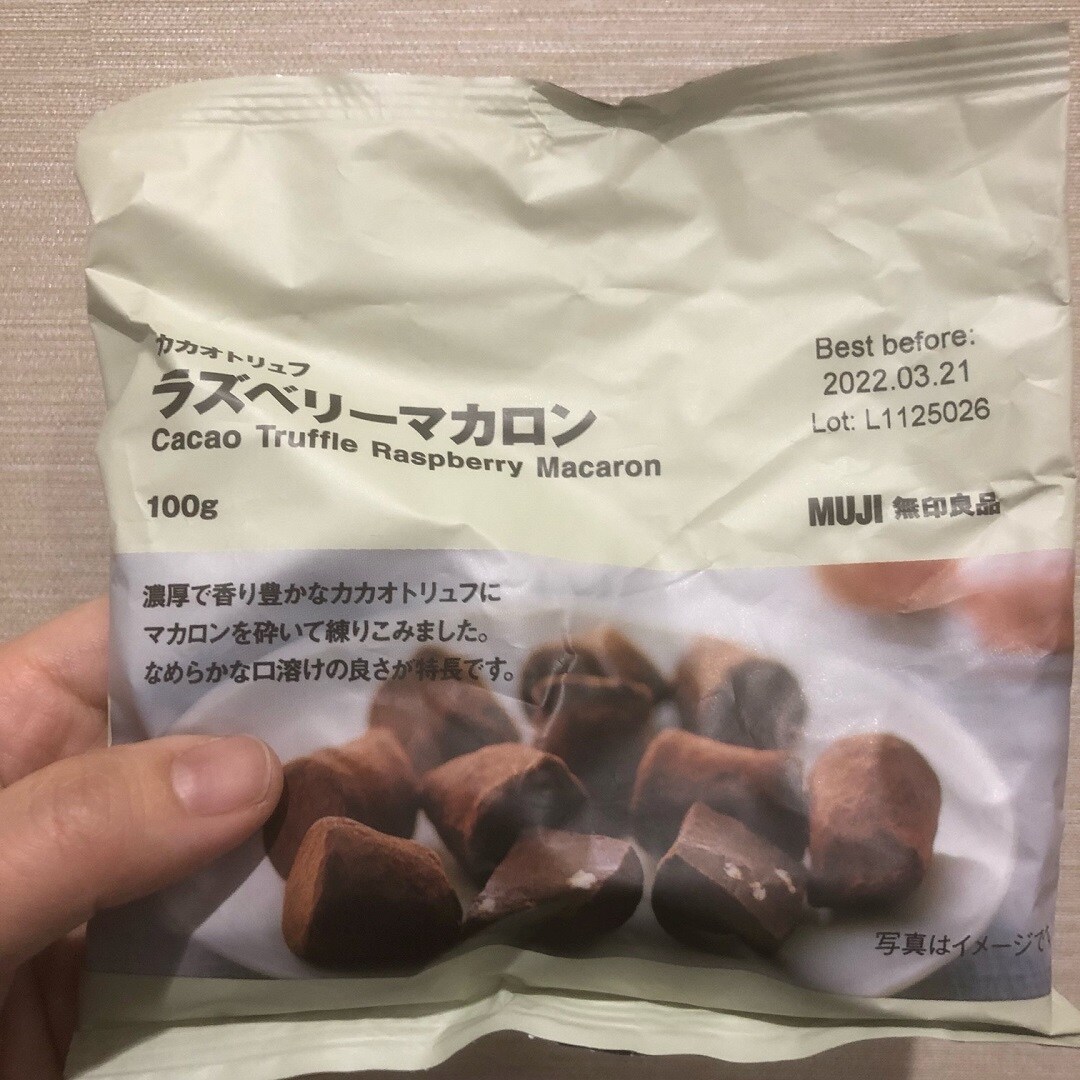 カカオトリュフ
ラズベリーマカロン
Cacao Truffle Raspberry Macaron
100g
Best before:
2022.03.21
Lot: L1125026
MUJI 無印良品
濃厚で香り豊かなカカオトリュフに
マカロンを砕いて練りこみました。
なめらかな口溶けの良さが特長です。
写真はイメージで